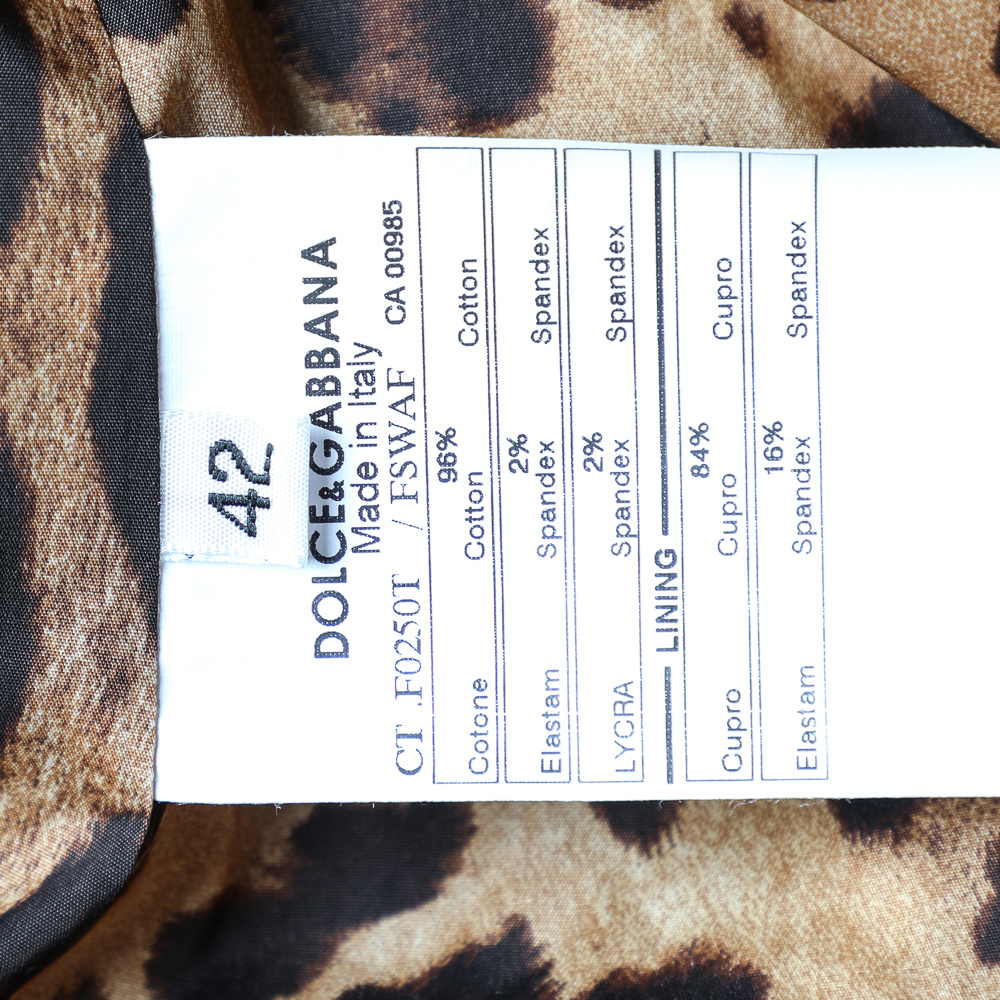 42
DOLCE&GABBANA
Made in Italy
CT .F0250T / FSWAF CA 00985
96%
Cotone Cotton Cotton
2%
Elastam Spandex Spandex
2%
LYCRA Spandex Spandex
LINING
84%
Cupro Cupro Cupro
16%
Elastam Spandex Spandex